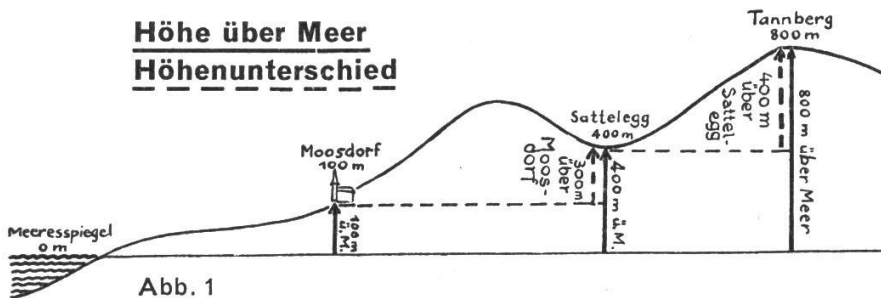 Höhe über Meer
Höhenunterschied
Tannberg
800 m
Sattelegg
400 m
Moosdorf
100 m
Meeresspiegel
0 m
100 m
ü.M.
300 m
über
Moos-
dorf
400 m ü.M.
400 m
über
Sattel-
egg
800 m über Meer
Abb. 1